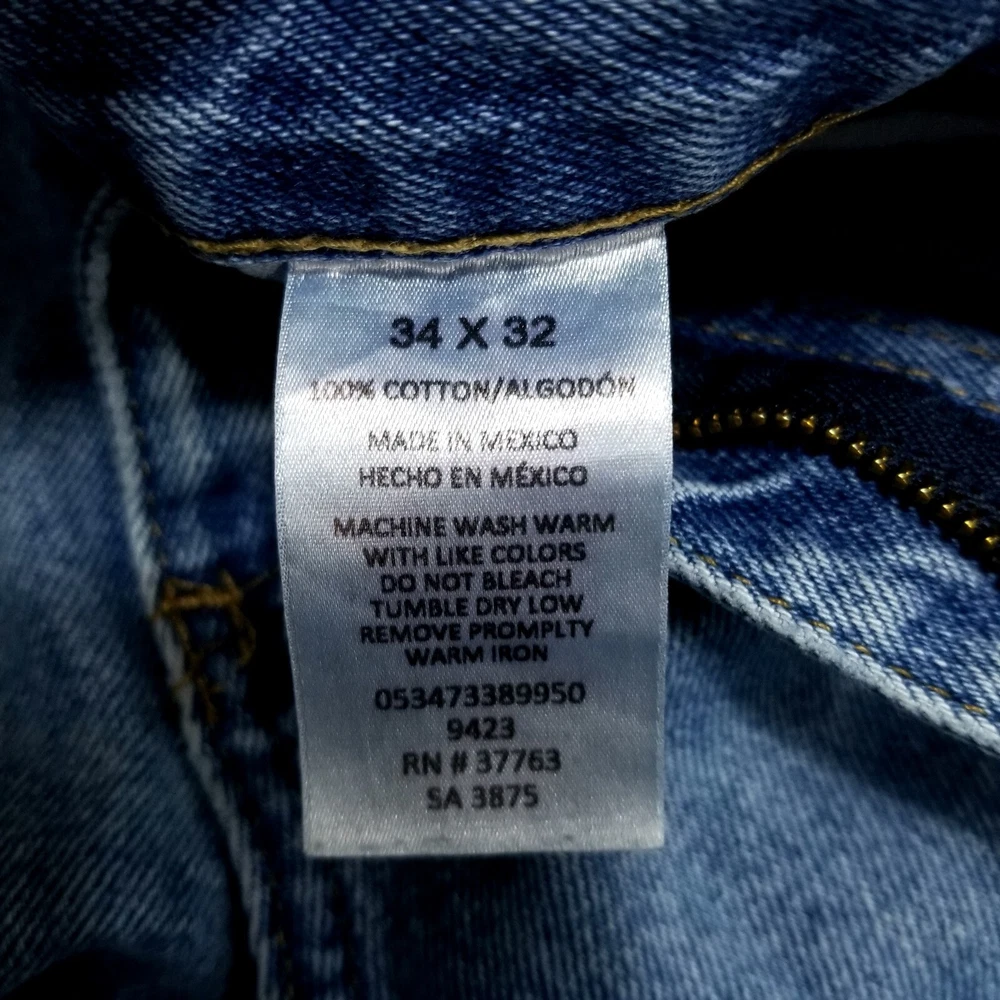 34 X 32
100% COTTON/ALGODÓN
MADE IN MEXICO
HECHO EN MÉXICO
MACHINE WASH WARM
WITH LIKE COLORS
DO NOT BLEACH
TUMBLE DRY LOW
REMOVE PROMPLTY
WARM IRON
053473389950
9423
RN # 37763
SA 3875